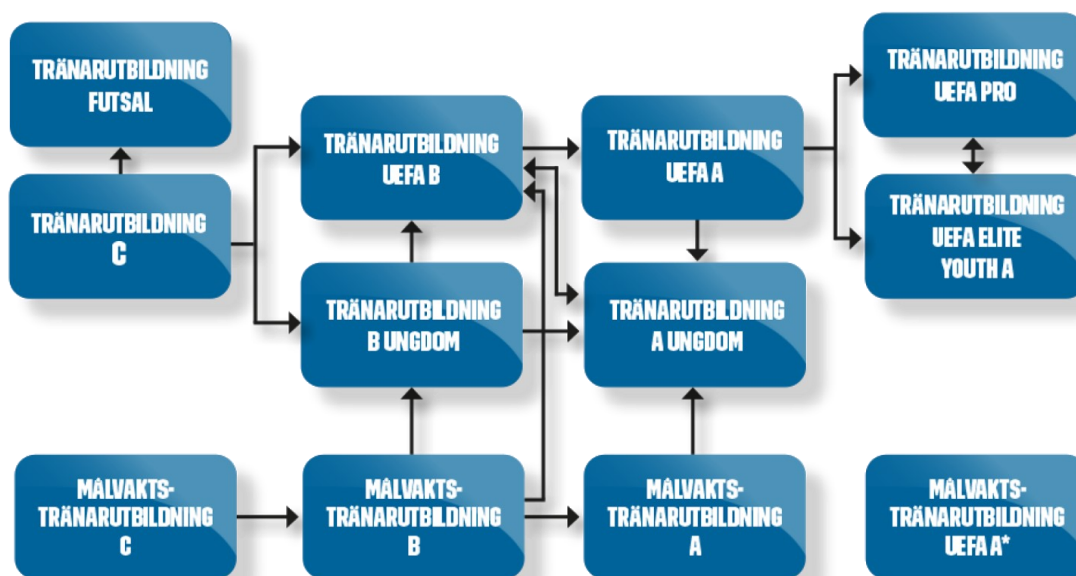 TRÄNARUTBILDNING
FUTSAL
TRÄNARUTBILDNING
C
TRÄNARUTBILDNING
UEFA B
TRÄNARUTBILDNING
B UNGDOM
TRÄNARUTBILDNING
UEFA A
TRÄNARUTBILDNING
A UNGDOM
TRÄNARUTBILDNING
UEFA PRO
TRÄNARUTBILDNING
UEFA ELITE
YOUTH A
MÅLVAKTS-
TRÄNARUTBILDNING
C
MÅLVAKTS-
TRÄNARUTBILDNING
B
MÅLVAKTS-
TRÄNARUTBILDNING
A
MÅLVAKTS-
TRÄNARUTBILDNING
UEFA A*